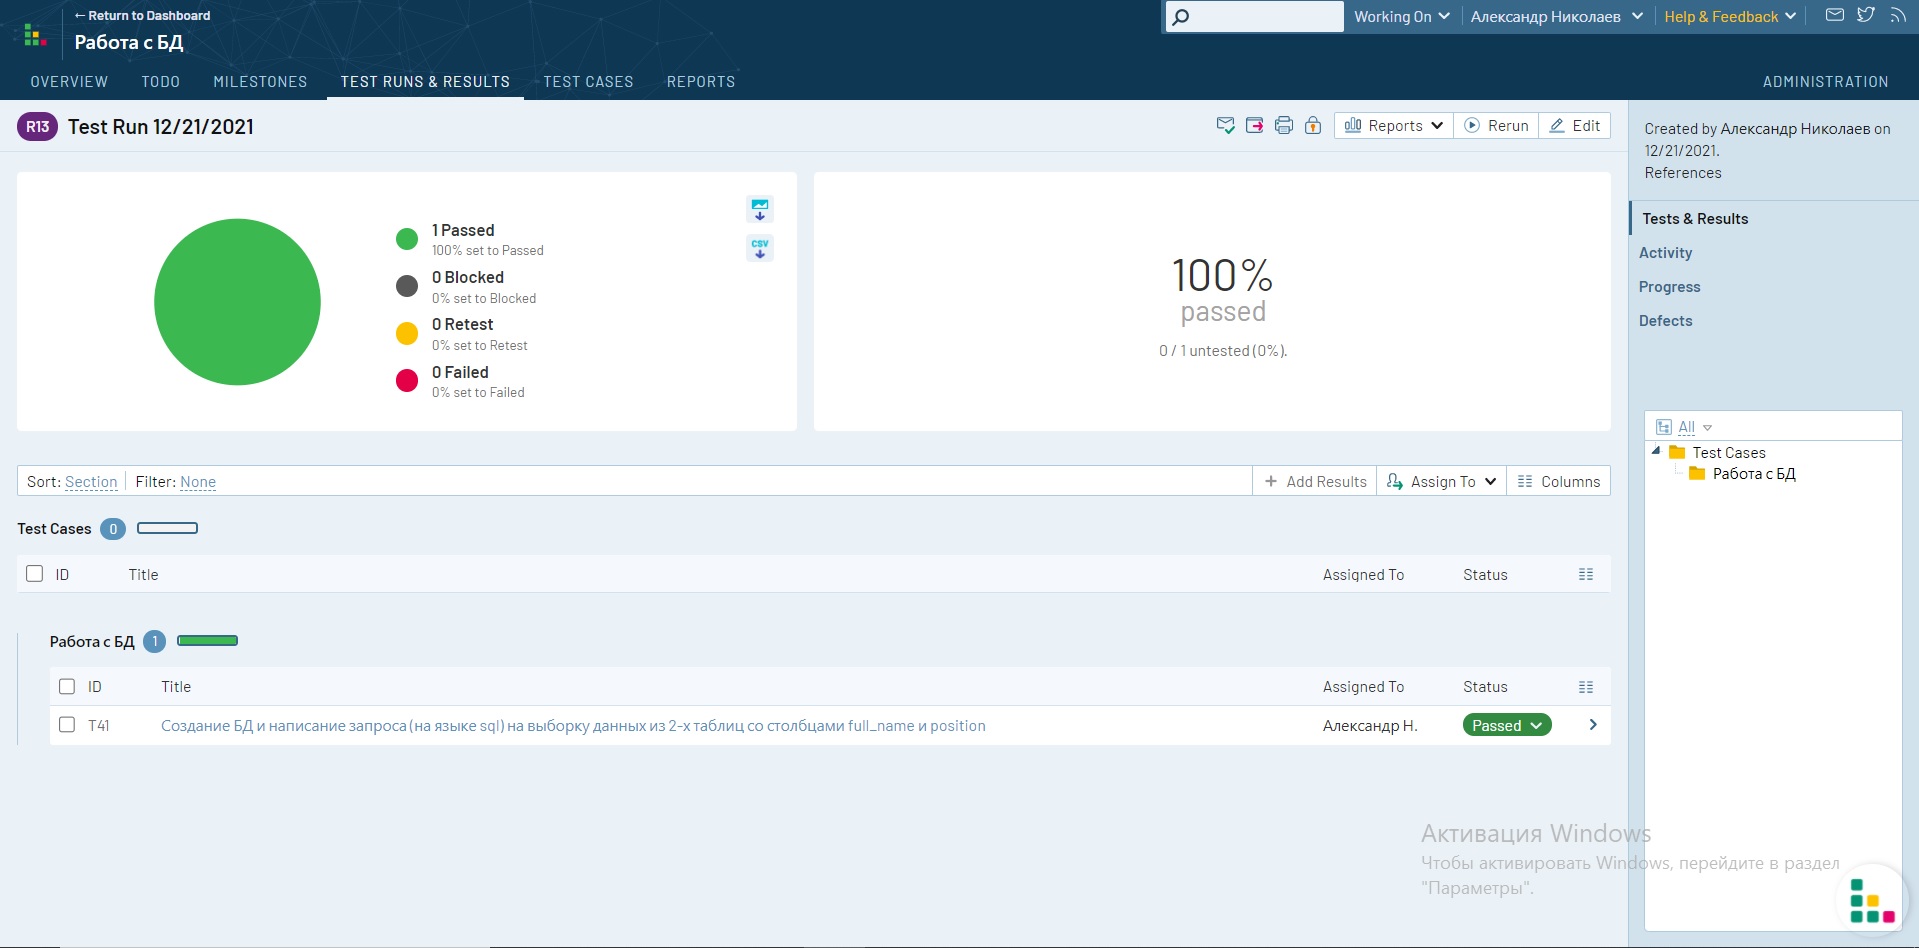 ← Return to Dashboard
Работа с БД
Working On
Александр Николаев
Help & Feedback
OVERVIEW
TODO
MILESTONES
TEST RUNS & RESULTS
TEST CASES
REPORTS
ADMINISTRATION
R13 Test Run 12/21/2021
Reports
Rerun
Edit
Created by Александр Николаев on
12/21/2021.
References
Tests & Results
Activity
Progress
Defects
1 Passed
100% set to Passed
0 Blocked
0% set to Blocked
0 Retest
0% set to Retest
0 Failed
0% set to Failed
CSV
100%
passed
0 / 1 untested (0%).
All
Test Cases
Работа с БД
Sort: Section Filter: None
+ Add Results
Assign To
Columns
Test Cases 0
ID Title Assigned To Status
Работа с БД 1
ID Title Assigned To Status
T41 Создание БД и написание запроса (на языке sql) на выборку данных из 2-х таблиц со столбцами full_name и position Александр Н. Passed
Активация Windows
Чтобы активировать Windows, перейдите в раздел
"Параметры".